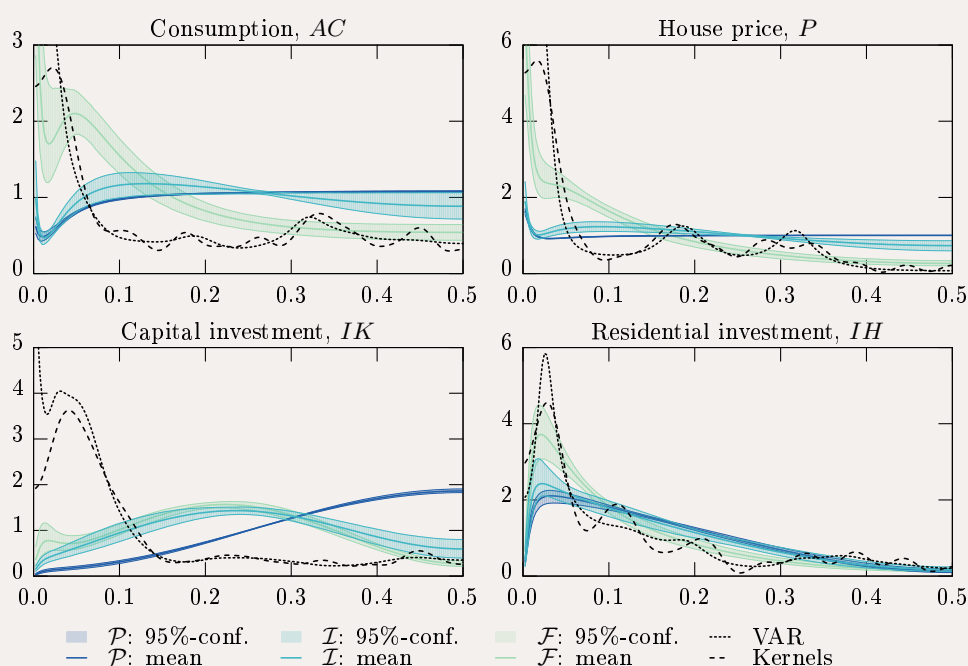 Consumption, AC
3
2
1
0
0.0 0.1 0.2 0.3 0.4 0.5
House price, P
6
4
2
0
0.0 0.1 0.2 0.3 0.4 0.5
Capital investment, IK
5
4
3
2
1
0
0.0 0.1 0.2 0.3 0.4 0.5
Residential investment, IH
6
4
2
0
0.0 0.1 0.2 0.3 0.4 0.5
𝒫: 95%-conf. ℐ: 95%-conf. ℱ: 95%-conf. VAR
𝒫: mean ℐ: mean ℱ: mean Kernels